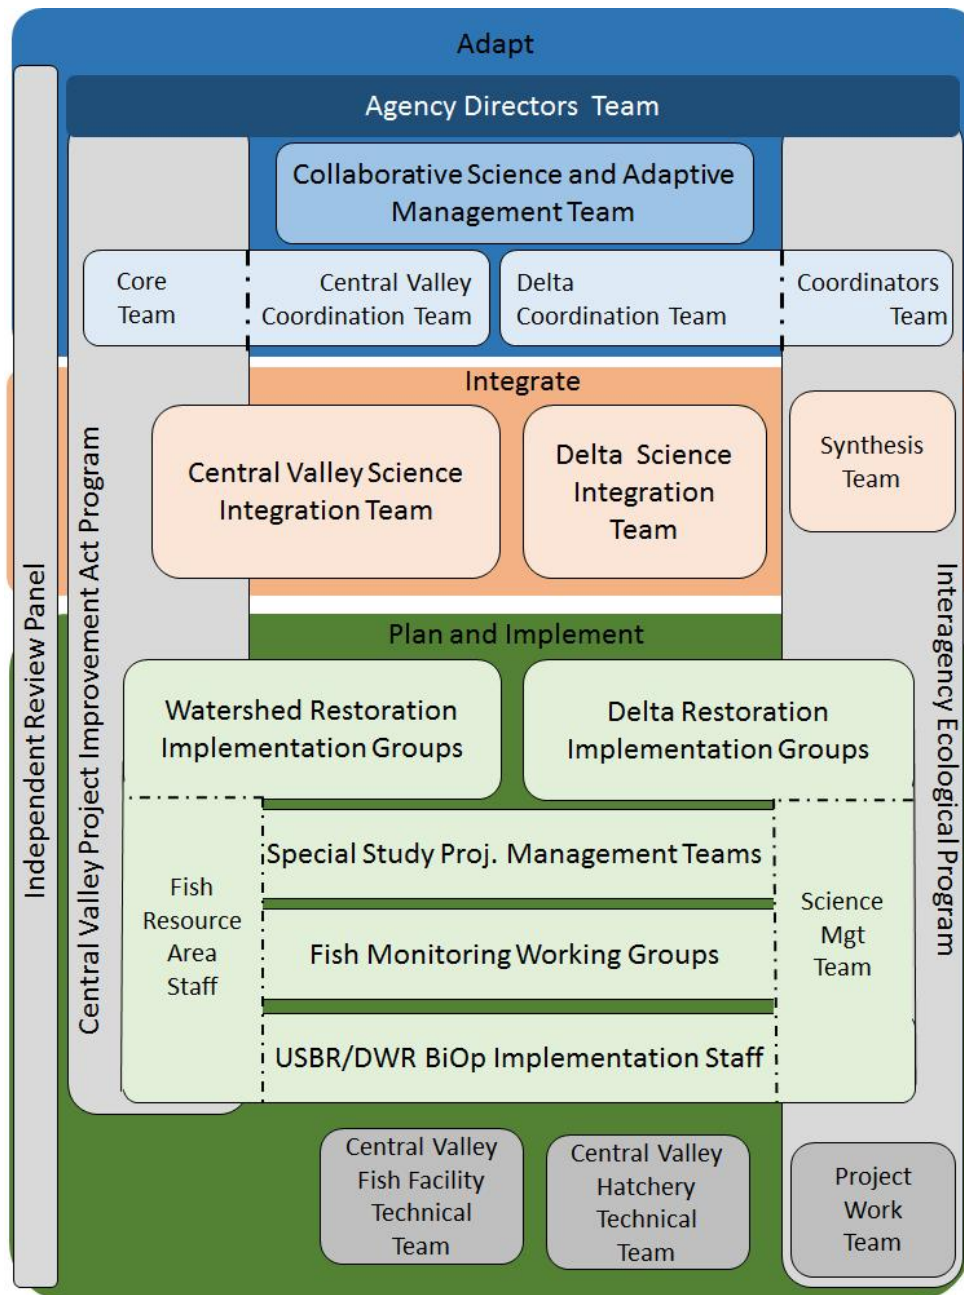 Adapt
Agency Directors Team
Collaborative Science and Adaptive
Management Team
Core
Team
Central Valley
Coordination Team
Delta
Coordination Team
Coordinators
Team
Integrate
Central Valley Science
Integration Team
Delta Science
Integration
Team
Synthesis
Team
Independent Review Panel
Central Valley Project Improvement Act Program
Interagency Ecological Program
Plan and Implement
Watershed Restoration
Implementation Groups
Delta Restoration
Implementation Groups
Special Study Proj. Management Teams
Fish
Resource
Area
Staff
Fish Monitoring Working Groups
Science
Mgt
Team
USBR/DWR BiOp Implementation Staff
Central Valley
Fish Facility
Technical
Team
Central Valley
Hatchery
Technical
Team
Project
Work
Team